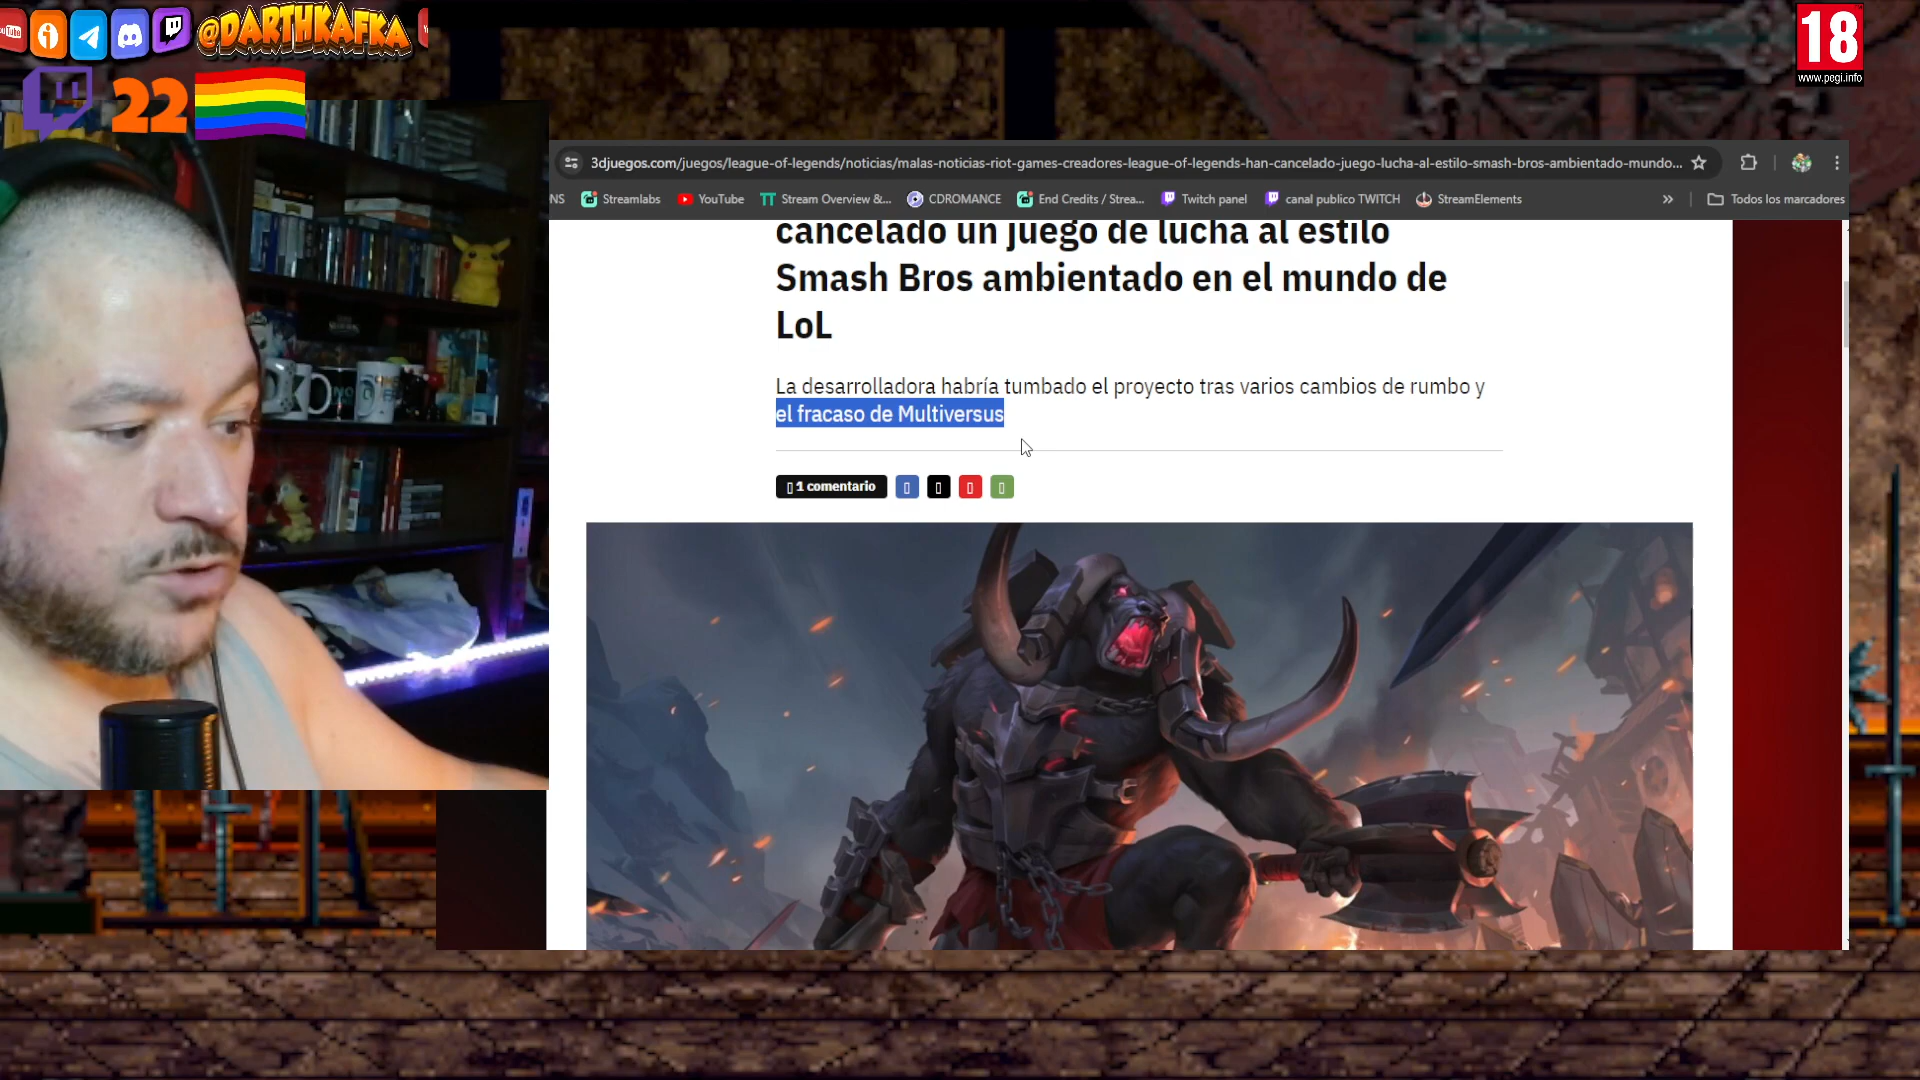 YouTube
@DARTHKAFKA
18
www.pegi.info
22
3djuegos.com/juegos/league-of-legends/noticias/malas-noticias-riot-games-creadores-league-of-legends-han-cancelado-juego-lucha-al-estilo-smash-bros-ambientado-mundo...
NS
Streamlabs
YouTube
Stream Overview &...
CDROMANCE
End Credits / Strea...
Twitch panel
canal publico TWITCH
StreamElements
»
Todos los marcadores
cancelado un juego de lucha al estilo
Smash Bros ambientado en el mundo de
LoL
La desarrolladora habría tumbado el proyecto tras varios cambios de rumbo y
el fracaso de Multiversus
1 comentario